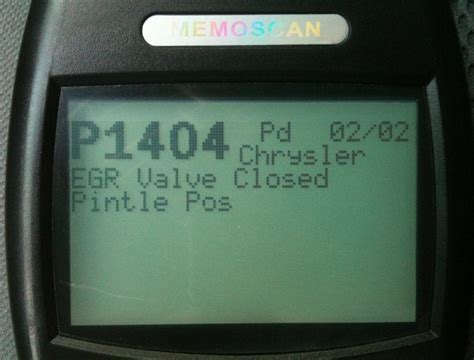 MEMOSCAN
P1404 Pd 02/02
Chrysler
EGR Valve Closed
Pintle Pos